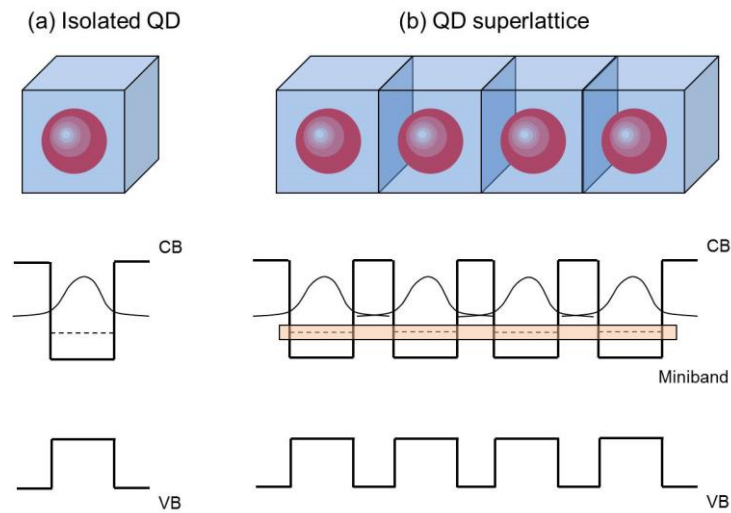 (a) Isolated QD
(b) QD superlattice
CB
CB
Miniband
VB
VB